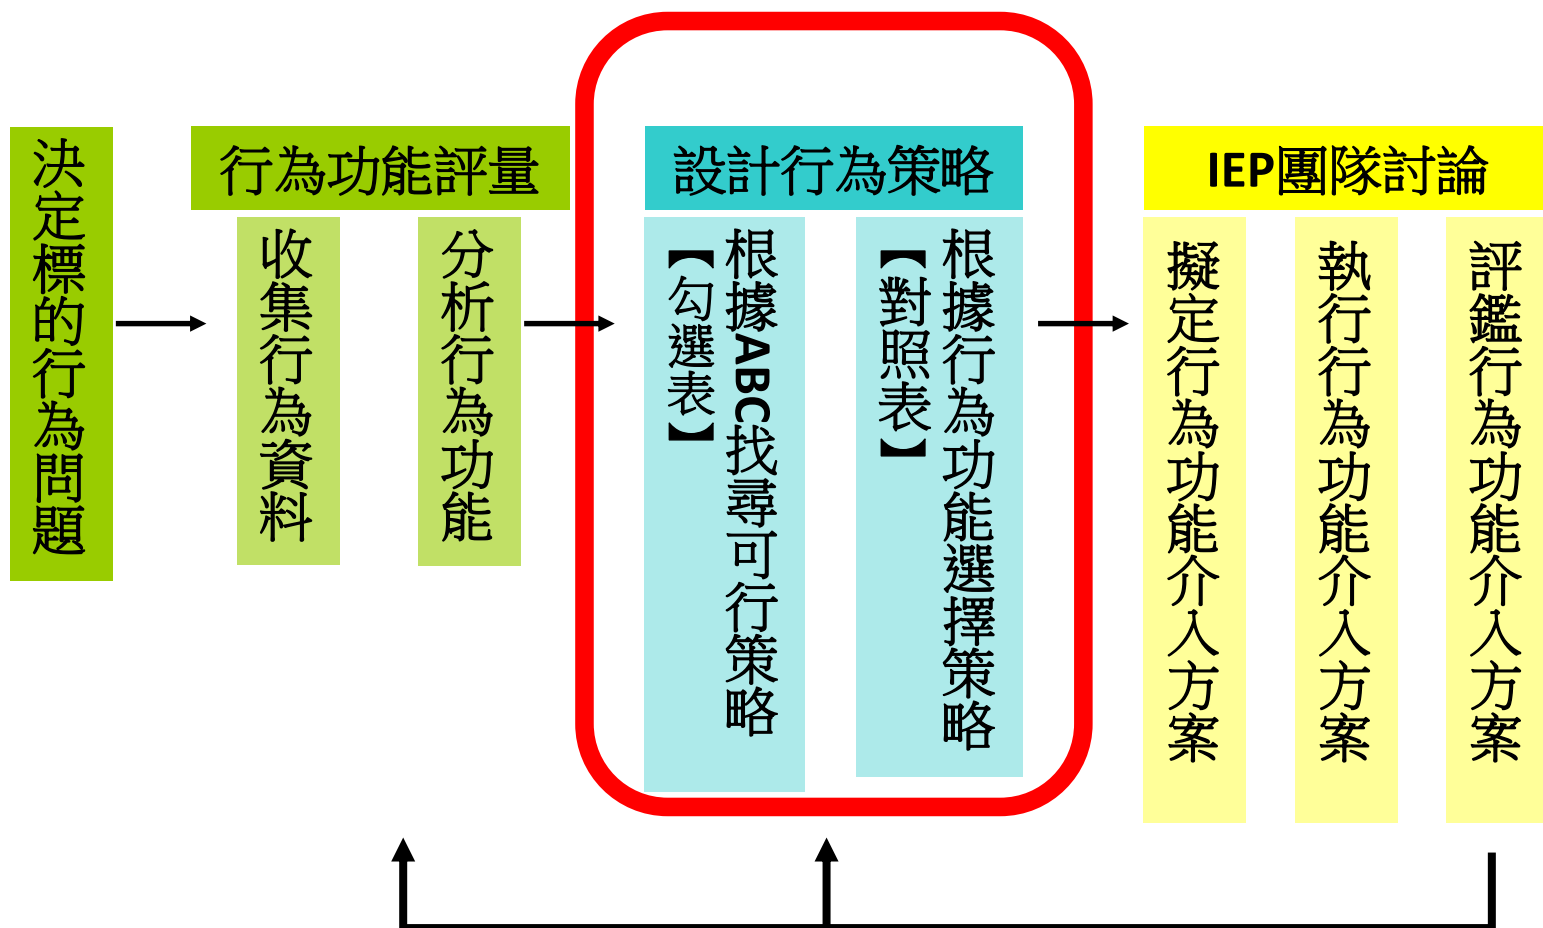 決定標的行為問題
行為功能評量
收集行為資料
分析行為功能
設計行為策略
根據ABC找尋可行策略
【勾選表】
根據行為功能選擇策略
【對照表】
IEP團隊討論
擬定行為功能介入方案
執行行為功能介入方案
評鑑行為功能介入方案